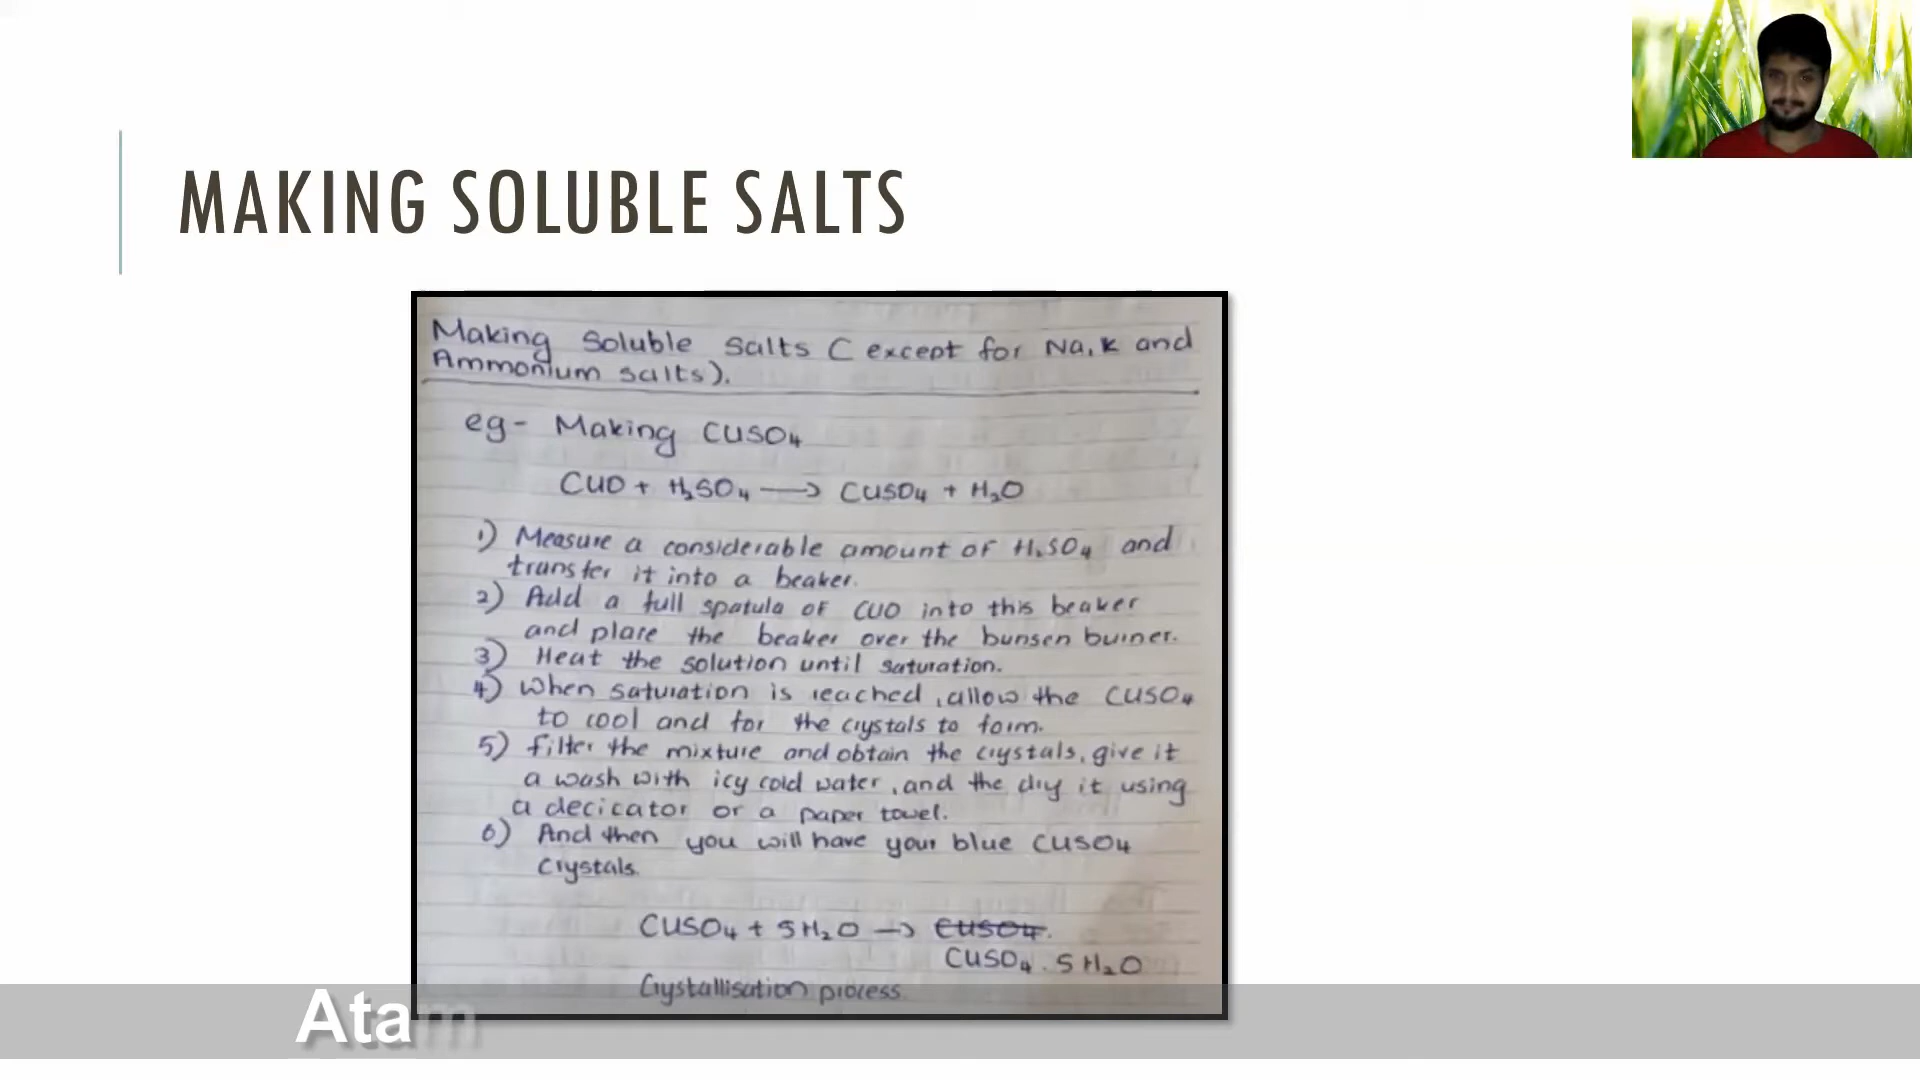 MAKING SOLUBLE SALTS
Making Soluble Salts ( except for Na, K and
Ammonium salts).
eg- Making CuSO₄
CuO + H₂SO₄ → CuSO₄ + H₂O
1) Measure a considerable amount of H₂SO₄ and
transfer it into a beaker.
2) Add a full spatula of CuO into this beaker
and place the beaker over the bunsen burner.
3) Heat the solution until saturation.
4) When saturation is reached, allow the CuSO₄
to cool and for the crystals to form.
5) filter the mixture and obtain the crystals, give it
a wash with icy cold water, and the dry it using
a decicator or a paper towel.
6) And then you will have your blue CuSO₄
crystals.
CuSO₄ + 5H₂O → CuSO₄.
CuSO₄.5H₂O
Crystallisation process.
Atam